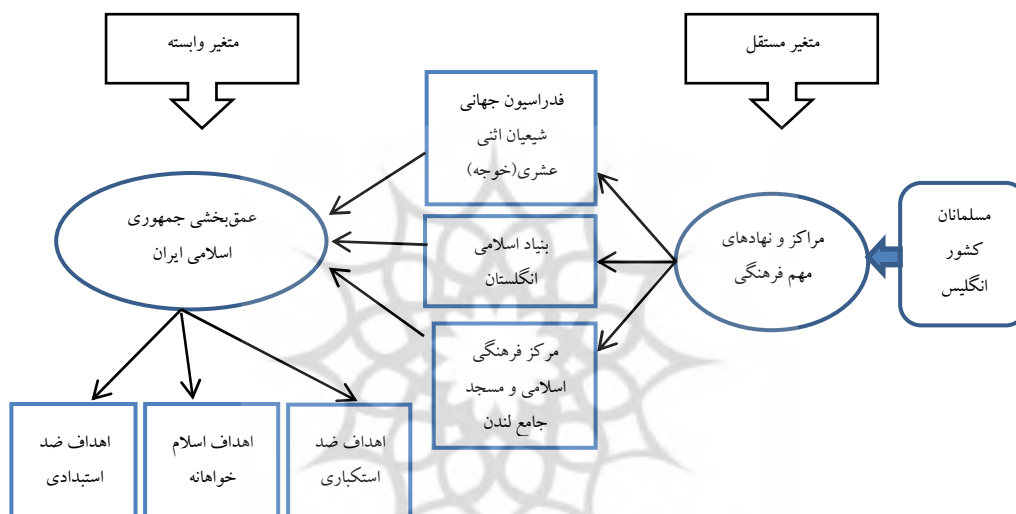 متغیر مستقل
متغیر وابسته
مسلمانان
کشور
انگلیس
مراکز و نهادهای
مهم فرهنگی
فدراسیون جهانی
شیعیان اثنی
عشری(خوجه)
بنیاد اسلامی
انگلستان
مرکز فرهنگی
اسلامی و مسجد
جامع لندن
عمق‌بخشی جمهوری
اسلامی ایران
اهداف ضد
استکباری
اهداف اسلام
خواهانه
اهداف ضد
استبدادی